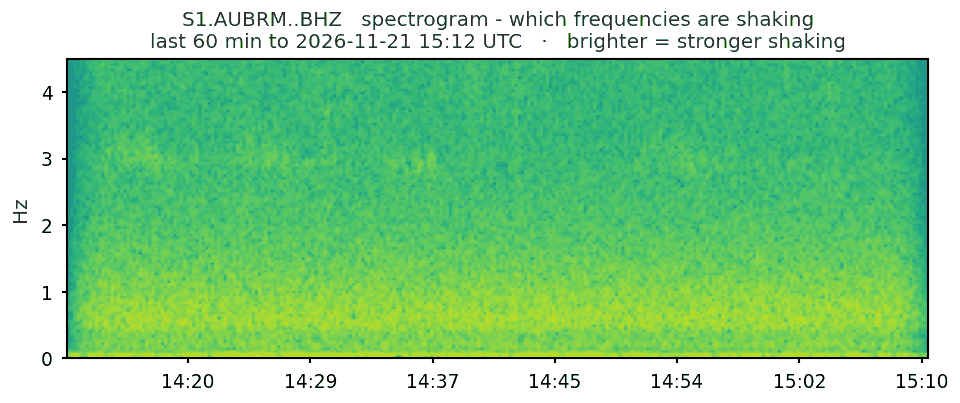 S1.AUBRM..BHZ   spectrogram - which frequencies are shaking
last 60 min to 2026-11-21 15:12 UTC   ·   brighter = stronger shaking
4
3
2
1
0
Hz
14:20 14:29 14:37 14:45 14:54 15:02 15:10